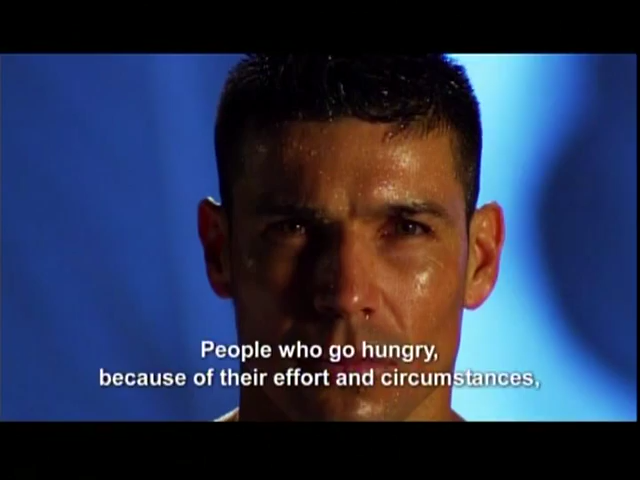 People who go hungry,
because of their effort and circumstances,